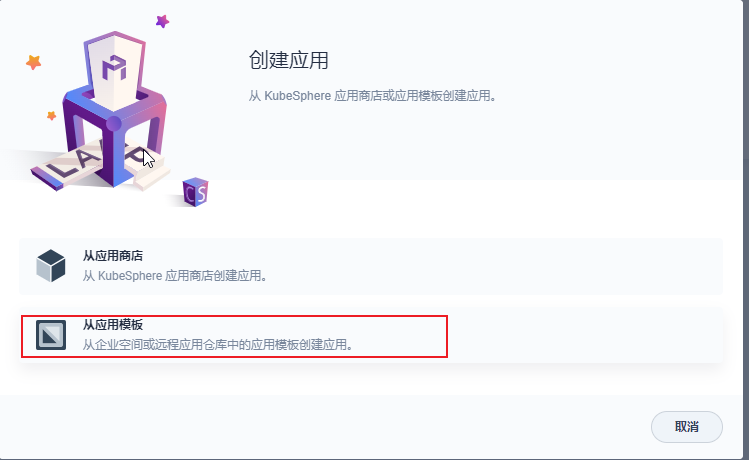 创建应用
从 KubeSphere 应用商店或应用模板创建应用。
CS
从应用商店
从 KubeSphere 应用商店创建应用。
从应用模板
从企业空间或远程应用仓库中的应用模板创建应用。
取消